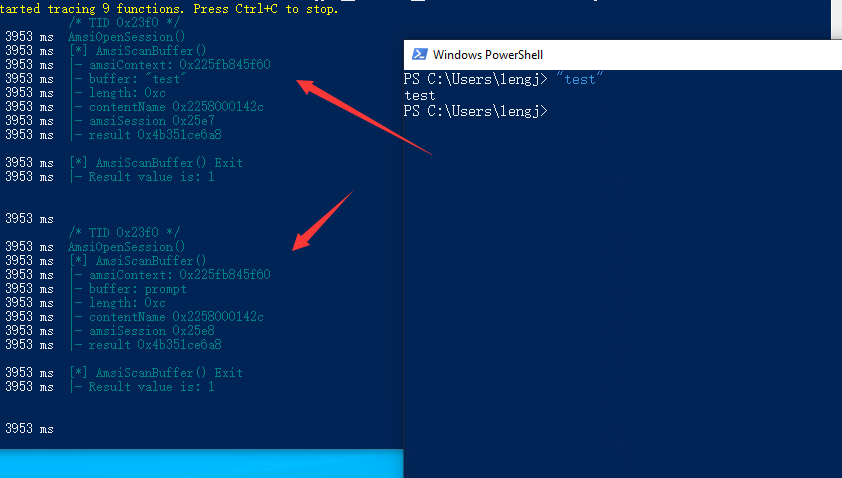 tarted tracing 9 functions. Press Ctrl+C to stop.
/* TID 0x23f0 */
3953 ms  AmsiOpenSession()
3953 ms  [*] AmsiScanBuffer()
3953 ms  |- amsiContext: 0x225fb845f60
3953 ms  |- buffer: "test"
3953 ms  |- length: 0xc
3953 ms  |- contentName 0x2258000142c
3953 ms  |- amsiSession 0x25e7
3953 ms  |- result 0x4b351ce6a8
3953 ms  [*] AmsiScanBuffer() Exit
3953 ms  |- Result value is: 1
3953 ms
/* TID 0x23f0 */
3953 ms  AmsiOpenSession()
3953 ms  [*] AmsiScanBuffer()
3953 ms  |- amsiContext: 0x225fb845f60
3953 ms  |- buffer: prompt
3953 ms  |- length: 0xc
3953 ms  |- contentName 0x2258000142c
3953 ms  |- amsiSession 0x25e8
3953 ms  |- result 0x4b351ce6a8
3953 ms  [*] AmsiScanBuffer() Exit
3953 ms  |- Result value is: 1
3953 ms
Windows PowerShell
PS C:\Users\lengj> "test"
test
PS C:\Users\lengj>